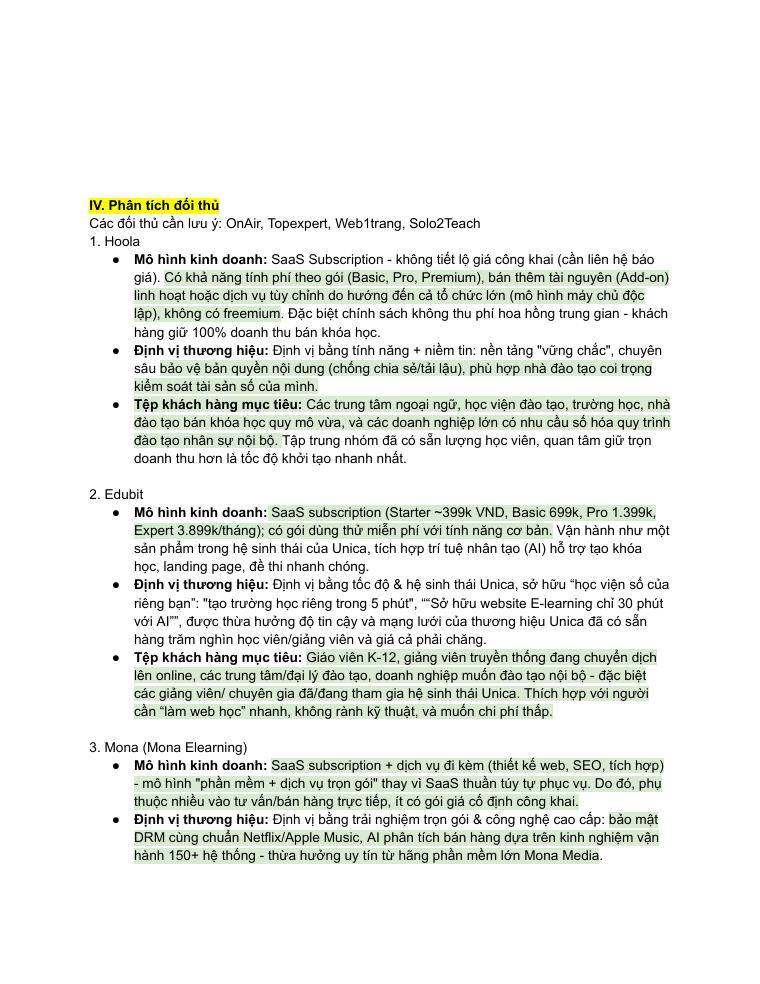 IV. Phân tích đối thủ
Các đối thủ cần lưu ý: OnAir, Topexpert, Web1trang, Solo2Teach
1. Hoola
● Mô hình kinh doanh: SaaS Subscription - không tiết lộ giá công khai (cần liên hệ báo
giá). Có khả năng tính phí theo gói (Basic, Pro, Premium), bán thêm tài nguyên (Add-on)
linh hoạt hoặc dịch vụ tùy chỉnh do hướng đến cả tổ chức lớn (mô hình máy chủ độc
lập), không có freemium. Đặc biệt chính sách không thu phí hoa hồng trung gian - khách
hàng giữ 100% doanh thu bán khóa học.
● Định vị thương hiệu: Định vị bằng tính năng + niềm tin: nền tảng "vững chắc", chuyên
sâu bảo vệ bản quyền nội dung (chống chia sẻ/tải lậu), phù hợp nhà đào tạo coi trọng
kiểm soát tài sản số của mình.
● Tệp khách hàng mục tiêu: Các trung tâm ngoại ngữ, học viện đào tạo, trường học, nhà
đào tạo bán khóa học quy mô vừa, và các doanh nghiệp lớn có nhu cầu số hóa quy trình
đào tạo nhân sự nội bộ. Tập trung nhóm đã có sẵn lượng học viên, quan tâm giữ trọn
doanh thu hơn là tốc độ khởi tạo nhanh nhất.
2. Edubit
● Mô hình kinh doanh: SaaS subscription (Starter ~399k VND, Basic 699k, Pro 1.399k,
Expert 3.899k/tháng); có gói dùng thử miễn phí với tính năng cơ bản. Vận hành như một
sản phẩm trong hệ sinh thái của Unica, tích hợp trí tuệ nhân tạo (AI) hỗ trợ tạo khóa
học, landing page, đề thi nhanh chóng.
● Định vị thương hiệu: Định vị bằng tốc độ & hệ sinh thái Unica, sở hữu “học viện số của
riêng bạn”: "tạo trường học riêng trong 5 phút", ““Sở hữu website E-learning chỉ 30 phút
với AI””, được thừa hưởng độ tin cậy và mạng lưới của thương hiệu Unica đã có sẵn
hàng trăm nghìn học viên/giảng viên và giá cả phải chăng.
● Tệp khách hàng mục tiêu: Giáo viên K-12, giảng viên truyền thống đang chuyển dịch
lên online, các trung tâm/đại lý đào tạo, doanh nghiệp muốn đào tạo nội bộ - đặc biệt
các giảng viên/ chuyên gia đã/đang tham gia hệ sinh thái Unica. Thích hợp với người
cần “làm web học” nhanh, không rành kỹ thuật, và muốn chi phí thấp.
3. Mona (Mona Elearning)
● Mô hình kinh doanh: SaaS subscription + dịch vụ đi kèm (thiết kế web, SEO, tích hợp)
- mô hình "phần mềm + dịch vụ trọn gói" thay vì SaaS thuần túy tự phục vụ. Do đó, phụ
thuộc nhiều vào tư vấn/bán hàng trực tiếp, ít có gói giá cố định công khai.
● Định vị thương hiệu: Định vị bằng trải nghiệm trọn gói & công nghệ cao cấp: bảo mật
DRM cùng chuẩn Netflix/Apple Music, AI phân tích bán hàng dựa trên kinh nghiệm vận
hành 150+ hệ thống - thừa hưởng uy tín từ hãng phần mềm lớn Mona Media.